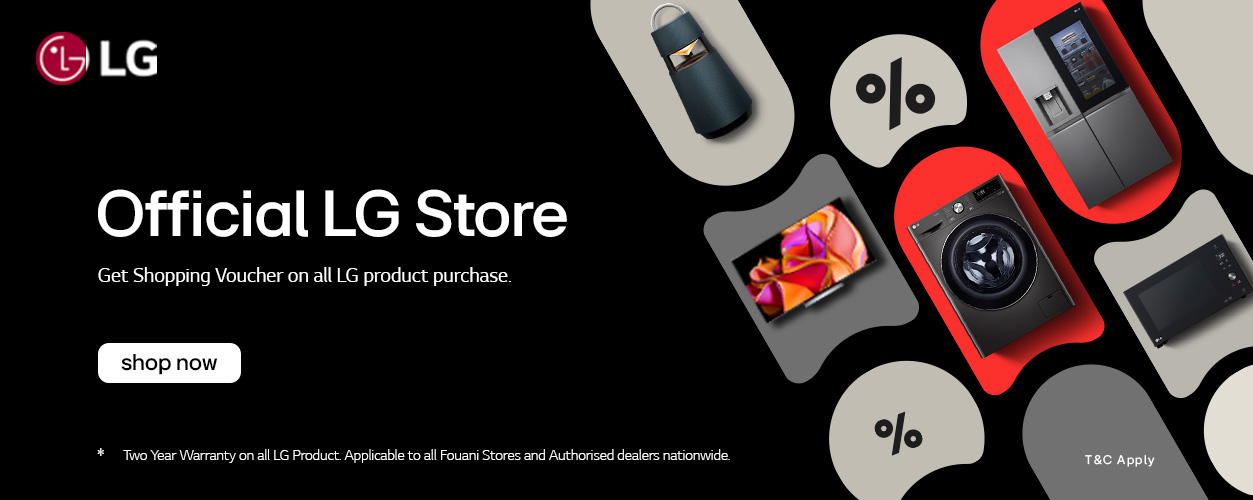 LG
Official LG Store
Get Shopping Voucher on all LG product purchase.
shop now
* Two Year Warranty on all LG Product. Applicable to all Fouani Stores and Authorised dealers nationwide.
%
%
T&C Apply